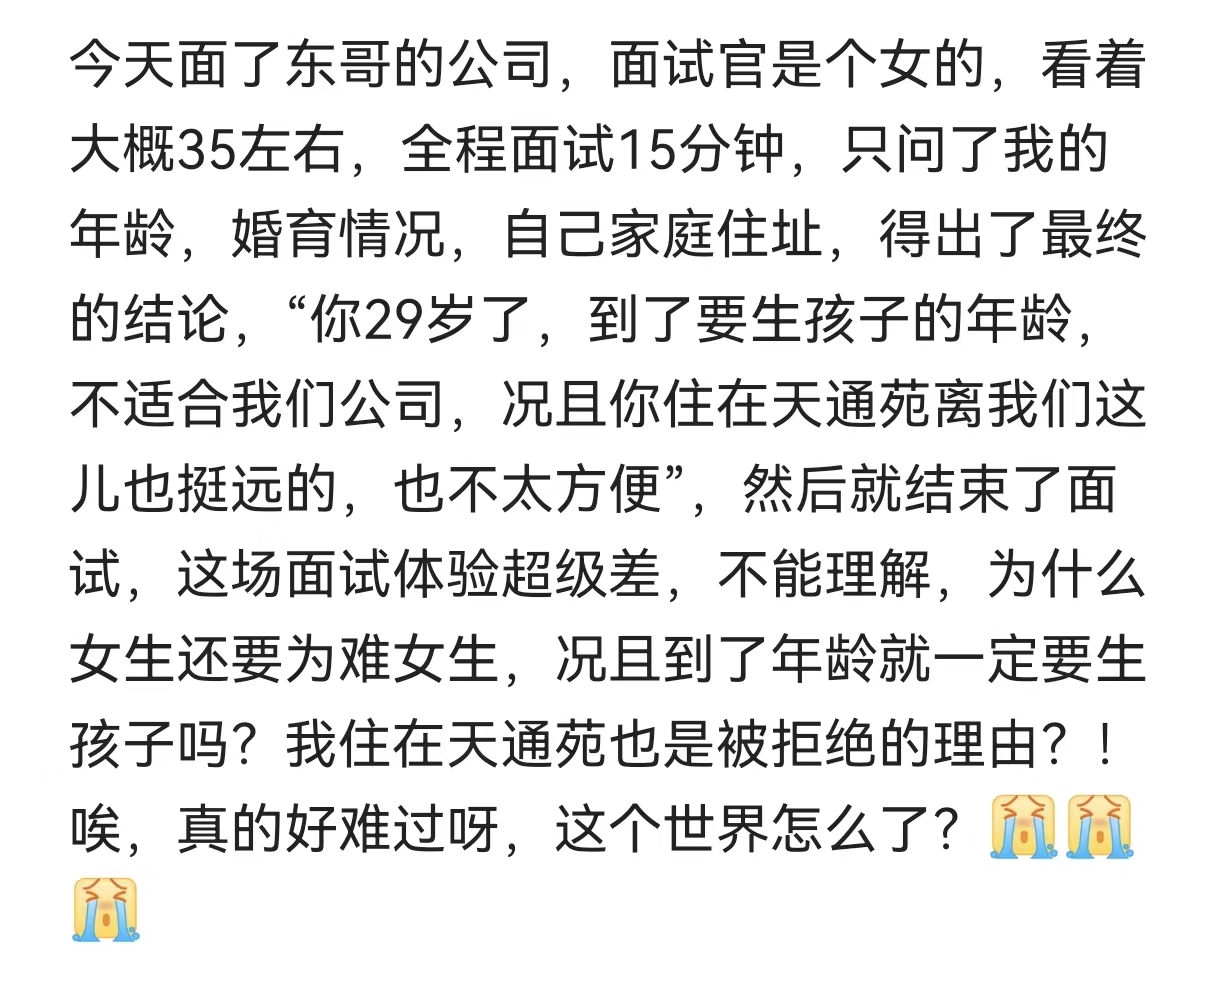 今天面了东哥的公司，面试官是个女的，看着
大概35左右，全程面试15分钟，只问了我的
年龄，婚育情况，自己家庭住址，得出了最终
的结论，“你29岁了，到了要生孩子的年龄，
不适合我们公司，况且你住在天通苑离我们这
儿也挺远的，也不太方便”，然后就结束了面
试，这场面试体验超级差，不能理解，为什么
女生还要为难女生，况且到了年龄就一定要生
孩子吗？我住在天通苑也是被拒绝的理由？！
唉，真的好难过呀，这个世界怎么了？😭😭
😭